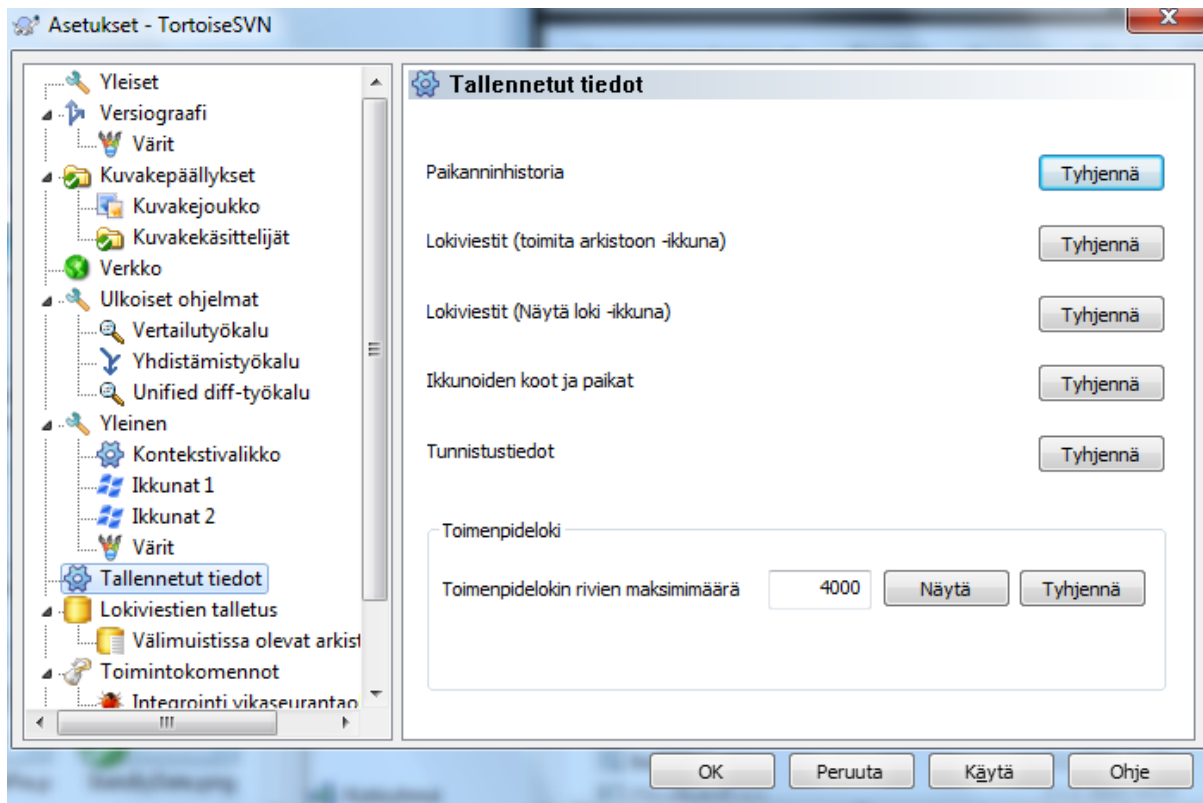 Asetukset - TortoiseSVN
Yleiset
Versiograafi
Värit
Kuvakepäällykset
Kuvakejoukko
Kuvakekäsittelijät
Verkko
Ulkoiset ohjelmat
Vertailutyökalu
Yhdistämistyökalu
Unified diff-työkalu
Yleinen
Kontekstivalikko
Ikkunat 1
Ikkunat 2
Värit
Tallennetut tiedot
Lokiviestien talletus
Välimuistissa olevat arkist
Toimintokomennot
Integrointi vikaseurantao
Tallennetut tiedot
Paikanninhistoria Tyhjennä
Lokiviestit (toimita arkistoon -ikkuna) Tyhjennä
Lokiviestit (Näytä loki -ikkuna) Tyhjennä
Ikkunoiden koot ja paikat Tyhjennä
Tunnistustiedot Tyhjennä
Toimenpideloki
Toimenpidelokin rivien maksimimäärä 4000 Näytä Tyhjennä
OK Peruuta Käytä Ohje